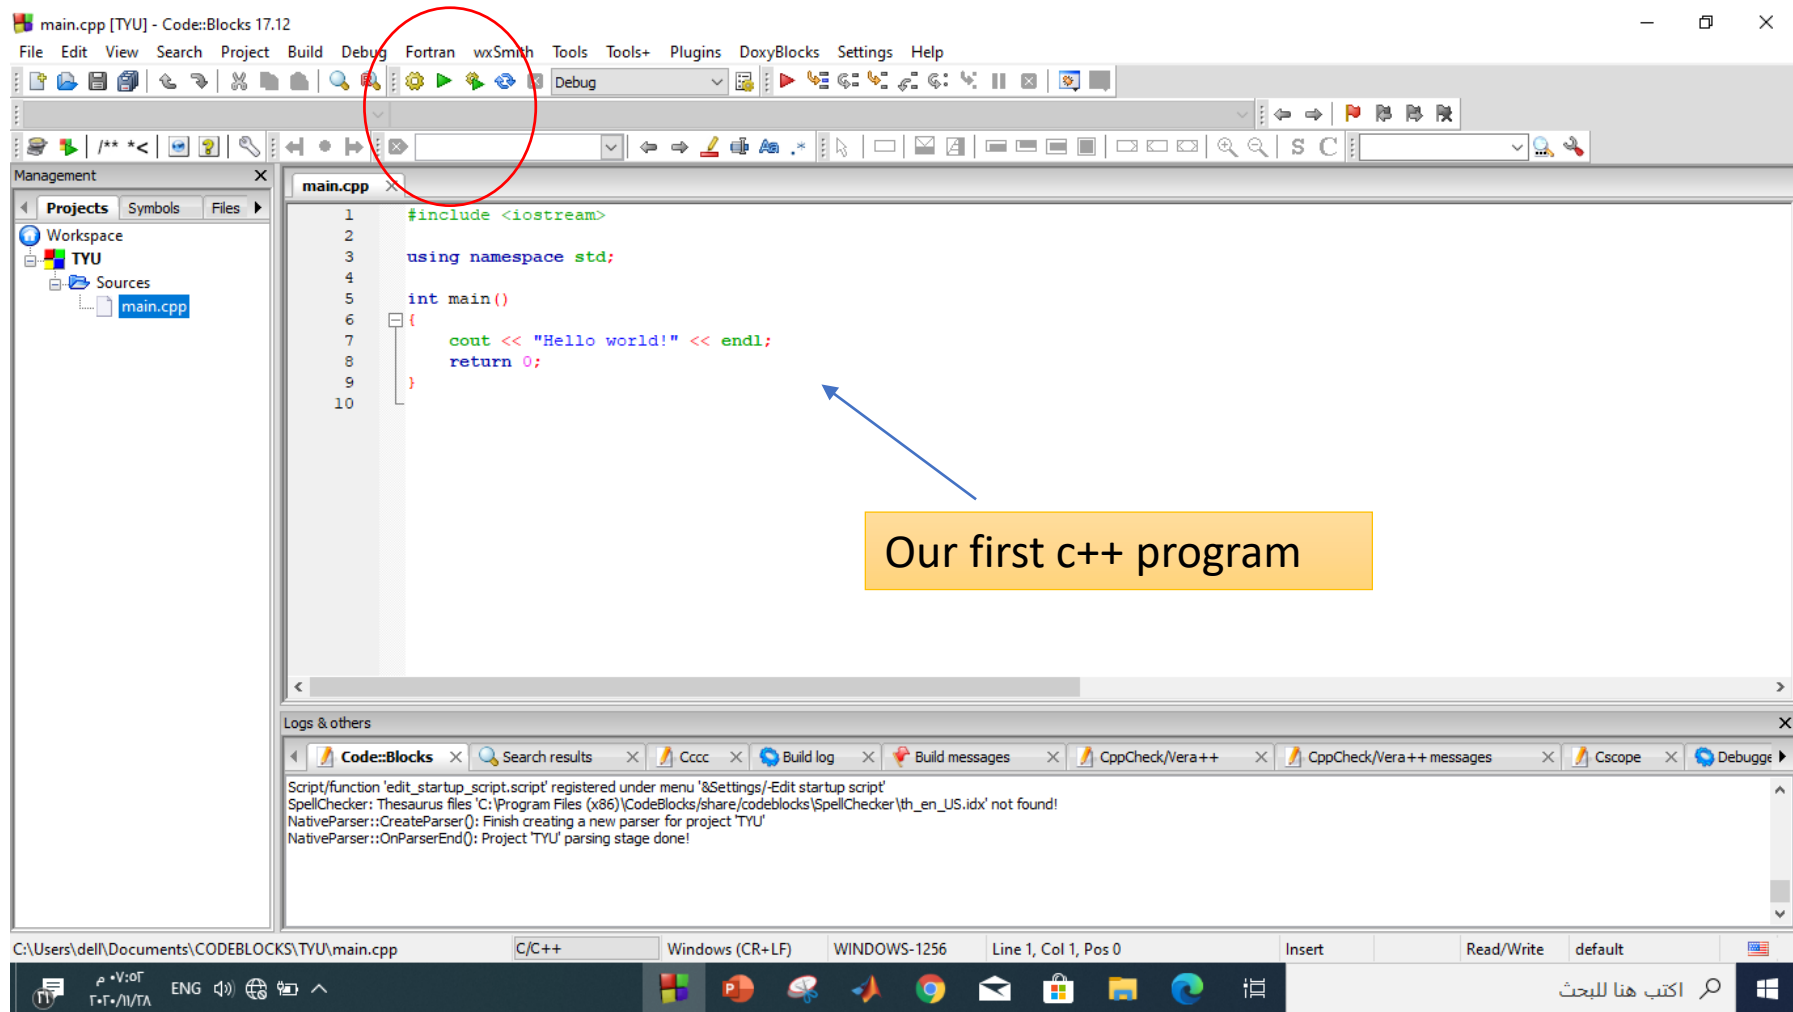 main.cpp [TYU] - Code::Blocks 17.12
File Edit View Search Project Build Debug Fortran wxSmith Tools Tools+ Plugins DoxyBlocks Settings Help
Debug
/** *<
Aa .*
S C
Management
main.cpp
Projects Symbols Files
Workspace
TYU
Sources
main.cpp
1 #include <iostream>
2
3 using namespace std;
4
5 int main()
6 {
7 cout << "Hello world!" << endl;
8 return 0;
9 }
10
Our first c++ program
Logs & others
Code::Blocks Search results Cccc Build log Build messages CppCheck/Vera++ CppCheck/Vera++ messages Cscope Debugge
Script/function 'edit_startup_script.script' registered under menu '&Settings/-Edit startup script'
SpellChecker: Thesaurus files 'C:\Program Files (x86)\CodeBlocks/share/codeblocks\SpellChecker\th_en_US.idx' not found!
NativeParser::CreateParser(): Finish creating a new parser for project 'TYU'
NativeParser::OnParserEnd(): Project 'TYU' parsing stage done!
C:\Users\dell\Documents\CODEBLOCKS\TYU\main.cpp C/C++ Windows (CR+LF) WINDOWS-1256 Line 1, Col 1, Pos 0 Insert Read/Write default
٠٧:٥٢ م
٢٠٢٠/١١/٢٨
ENG
اكتب هنا للبحث